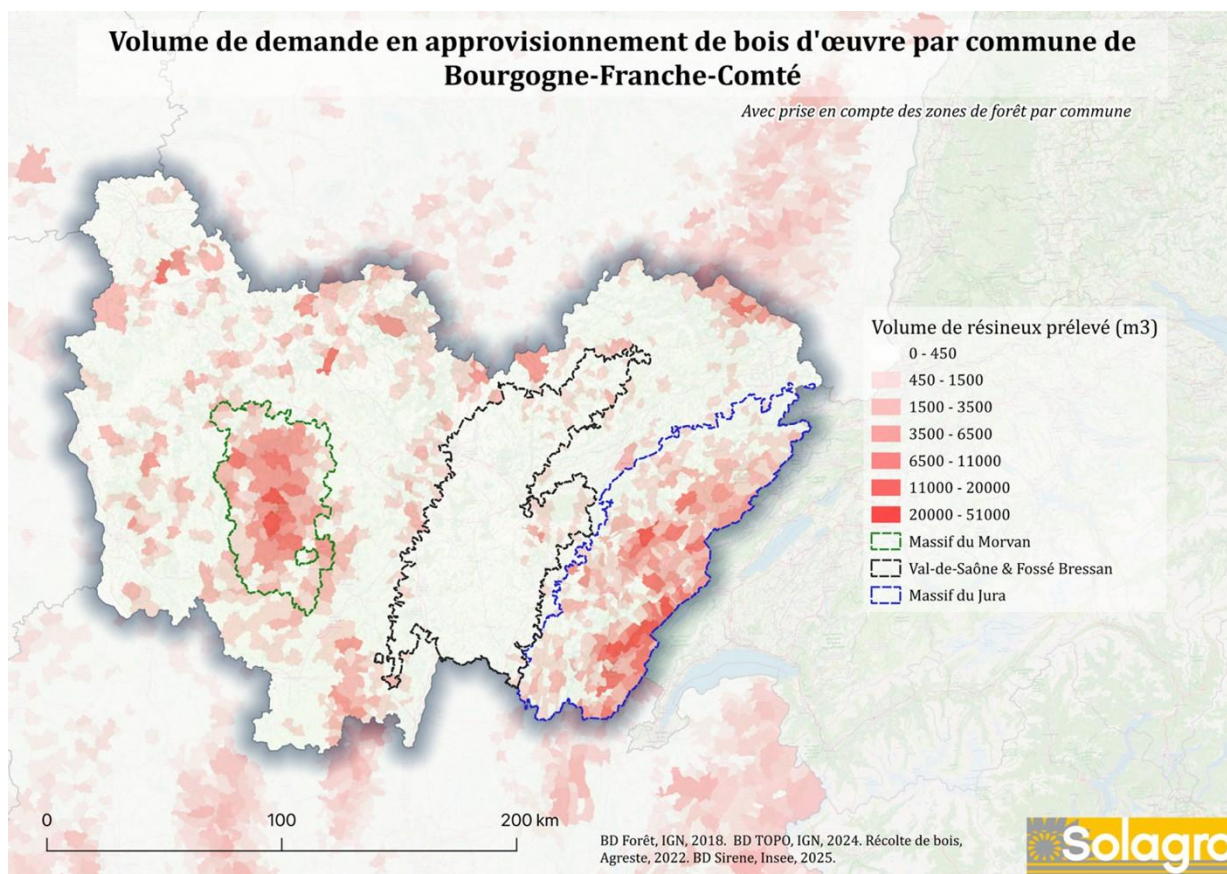 Volume de demande en approvisionnement de bois d'œuvre par commune de
Bourgogne-Franche-Comté
Avec prise en compte des zones de forêt par commune
Volume de résineux prélevé (m3)
0 - 450
450 - 1500
1500 - 3500
3500 - 6500
6500 - 11000
11000 - 20000
20000 - 51000
Massif du Morvan
Val-de-Saône & Fossé Bressan
Massif du Jura
0 100 200 km
BD Forêt, IGN, 2018. BD TOPO, IGN, 2024. Récolte de bois,
Agreste, 2022. BD Sirene, Insee, 2025.
Solagro